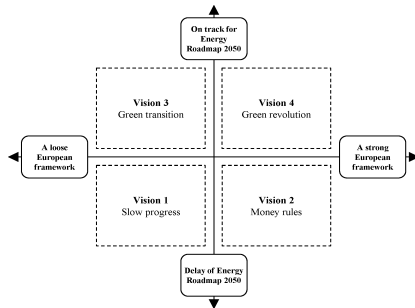 On track for
Energy
Roadmap 2050
Vision 3
Green transition
Vision 4
Green revolution
A loose
European
framework
A strong
European
framework
Vision 1
Slow progress
Vision 2
Money rules
Delay of Energy
Roadmap 2050